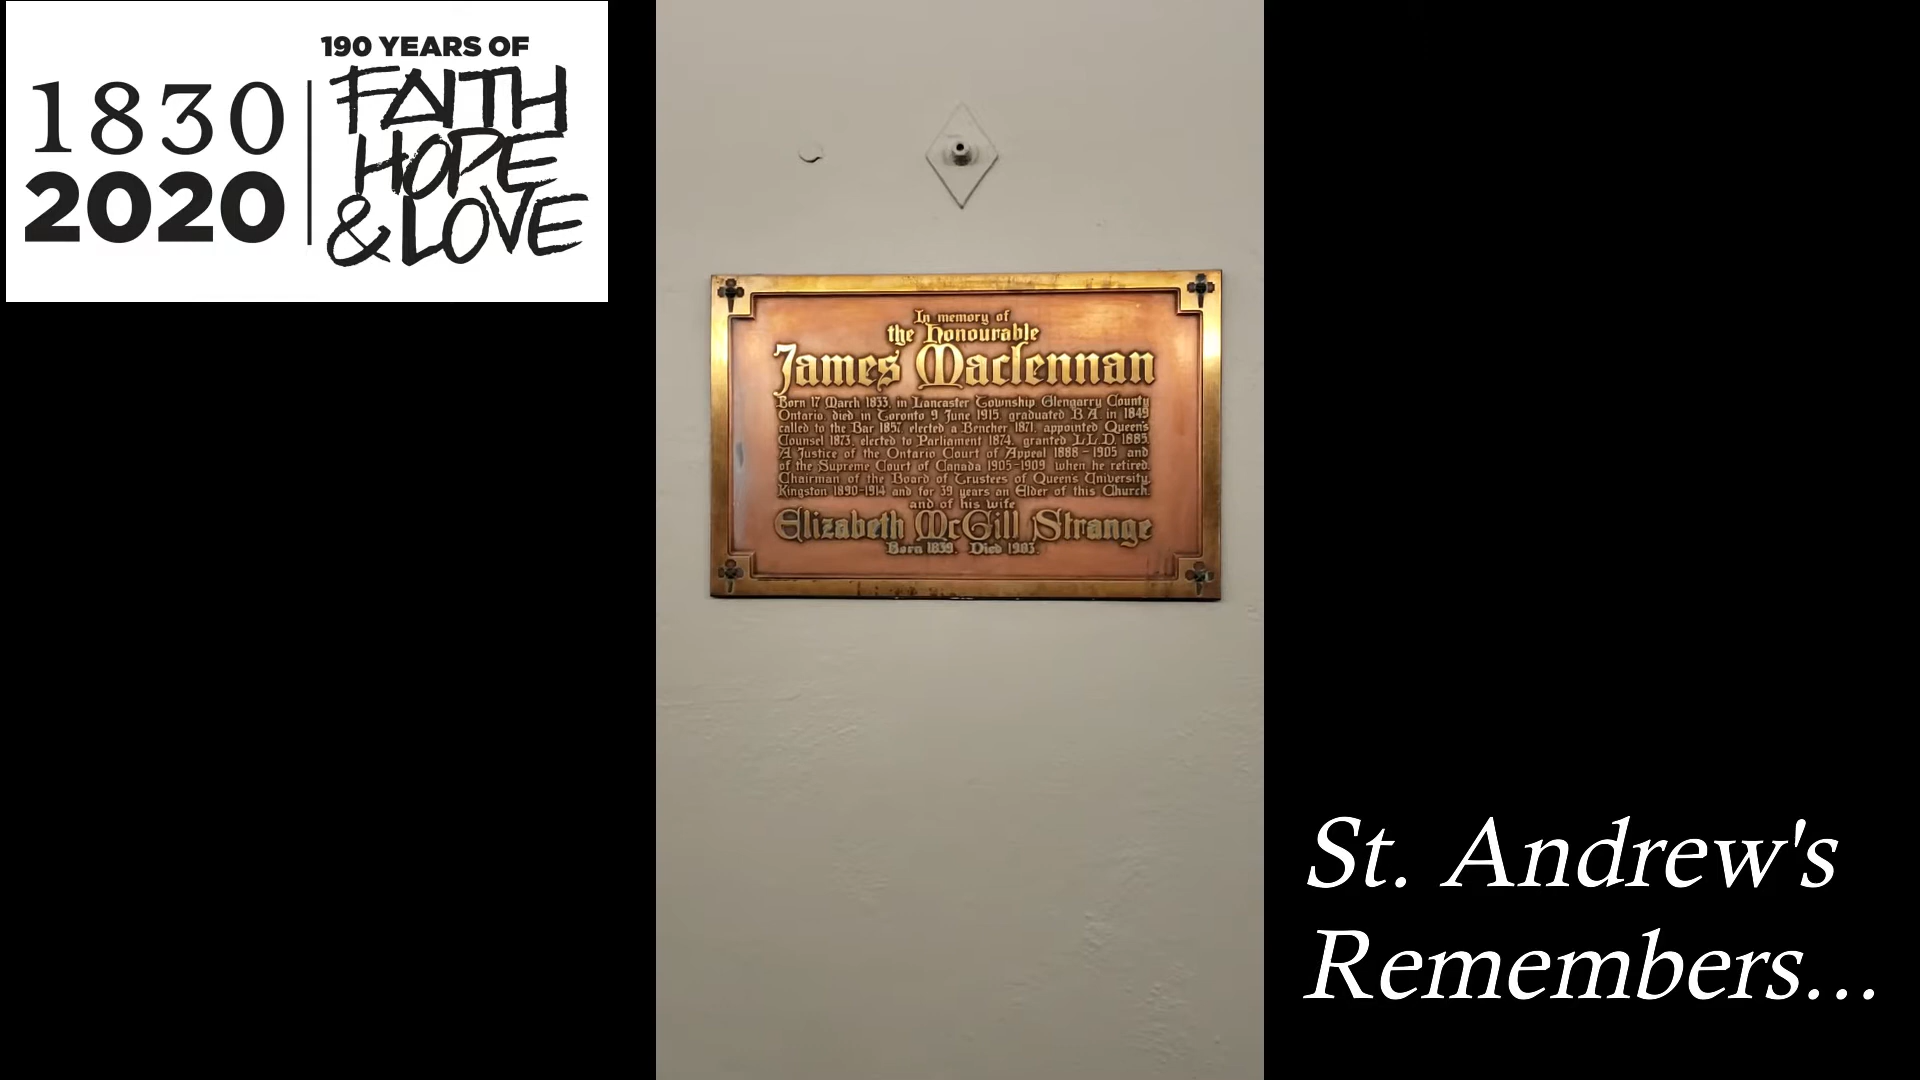 190 YEARS OF
1830
2020
FAITH
HOPE
& LOVE
In memory of
the Honourable
James Maclennan
Born 17 March 1833, in Lancaster Township Glengarry County
Ontario, died in Toronto 9 June 1915, graduated B.A. in 1849
called to the Bar 1857, elected a Bencher 1871, appointed Queen's
Counsel 1873, elected to Parliament 1874, granted LL.D. 1885.
A Justice of the Ontario Court of Appeal 1888-1905 and
of the Supreme Court of Canada 1905-1909 when he retired.
Chairman of the Board of Trustees of Queen's University,
Kingston 1890-1914 and for 39 years an Elder of this Church.
and of his wife
Elizabeth McGill Strange
Born 1839. Died 1903.
St. Andrew's
Remembers...